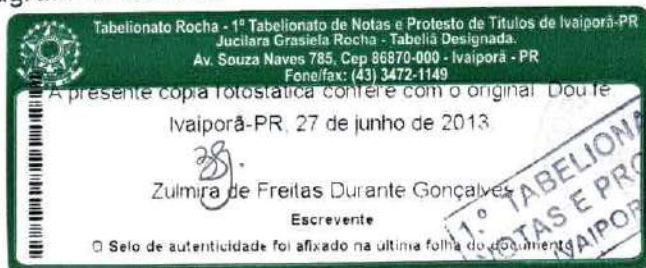 Tabelionato Rocha - 1º Tabelionato de Notas e Protesto de Títulos de Ivaiporã-PR
Jucilara Grasiela Rocha - Tabeliã Designada.
Av. Souza Naves 785, Cep 86870-000 - Ivaiporã - PR
Fone/fax: (43) 3472-1149
A presente cópia fotostática confere com o original. Dou fé
Ivaiporã-PR, 27 de junho de 2013.
Zulmira de Freitas Durante Gonçalves
Escrevente
O Selo de autenticidade foi afixado na última folha do documento
1.º TABELIONA
NOTAS E PRO
IVAIPOR